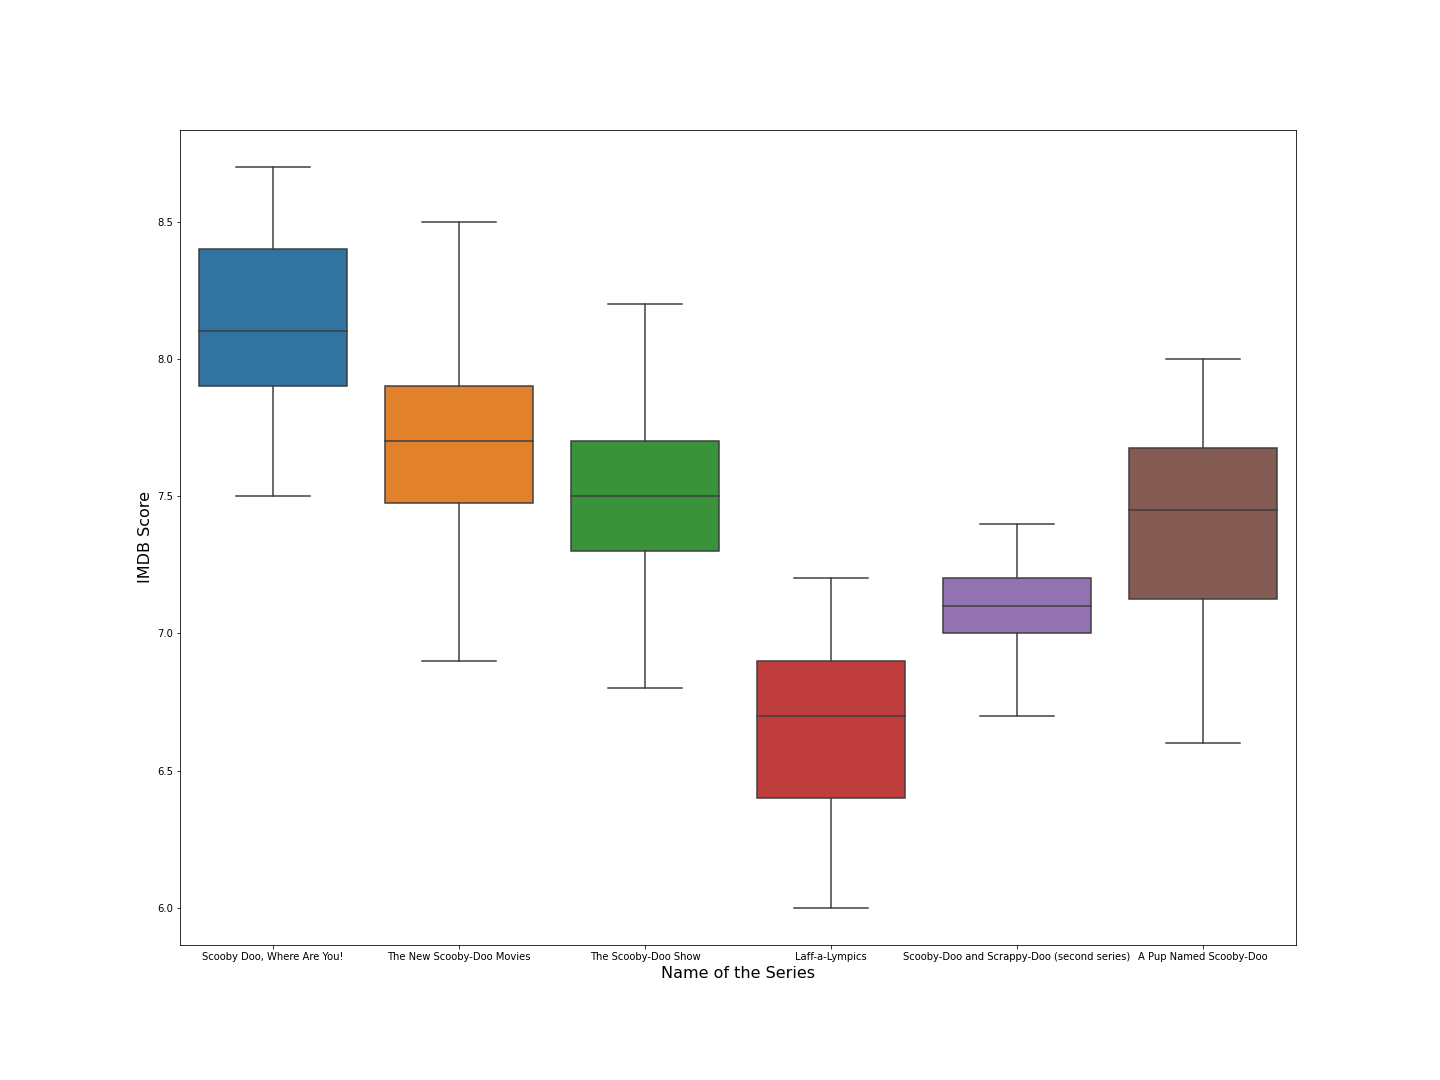 8.5
8.0
7.5
7.0
6.5
6.0
IMDB Score
Scooby Doo, Where Are You!
The New Scooby-Doo Movies
The Scooby-Doo Show
Laff-a-Lympics
Scooby-Doo and Scrappy-Doo (second series)
A Pup Named Scooby-Doo
Name of the Series